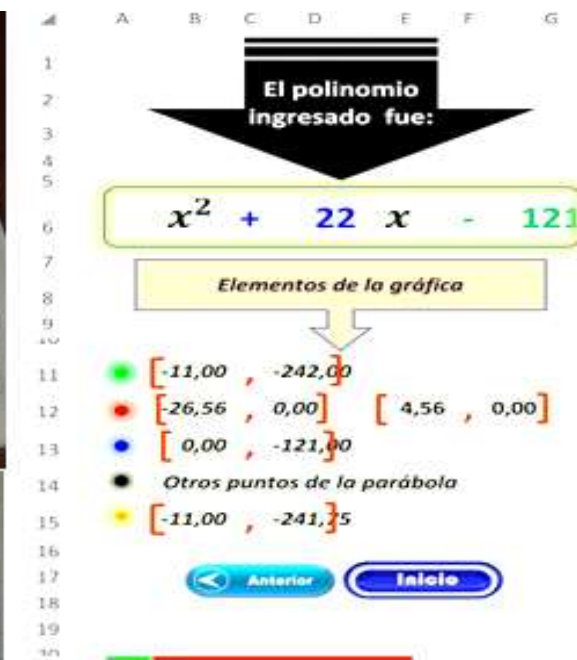 A B C D E F G
1
2
3
4
5
6
7
8
9
10
11
12
13
14
15
16
17
18
19
20
El polinomio
ingresado fue:
x² + 22 x - 121
Elementos de la gráfica
[-11,00 , -242,00]
[-26,56 , 0,00] [ 4,56 , 0,00]
[ 0,00 , -121,00]
Otros puntos de la parábola
[-11,00 , -241,75]
Anterior Inicio